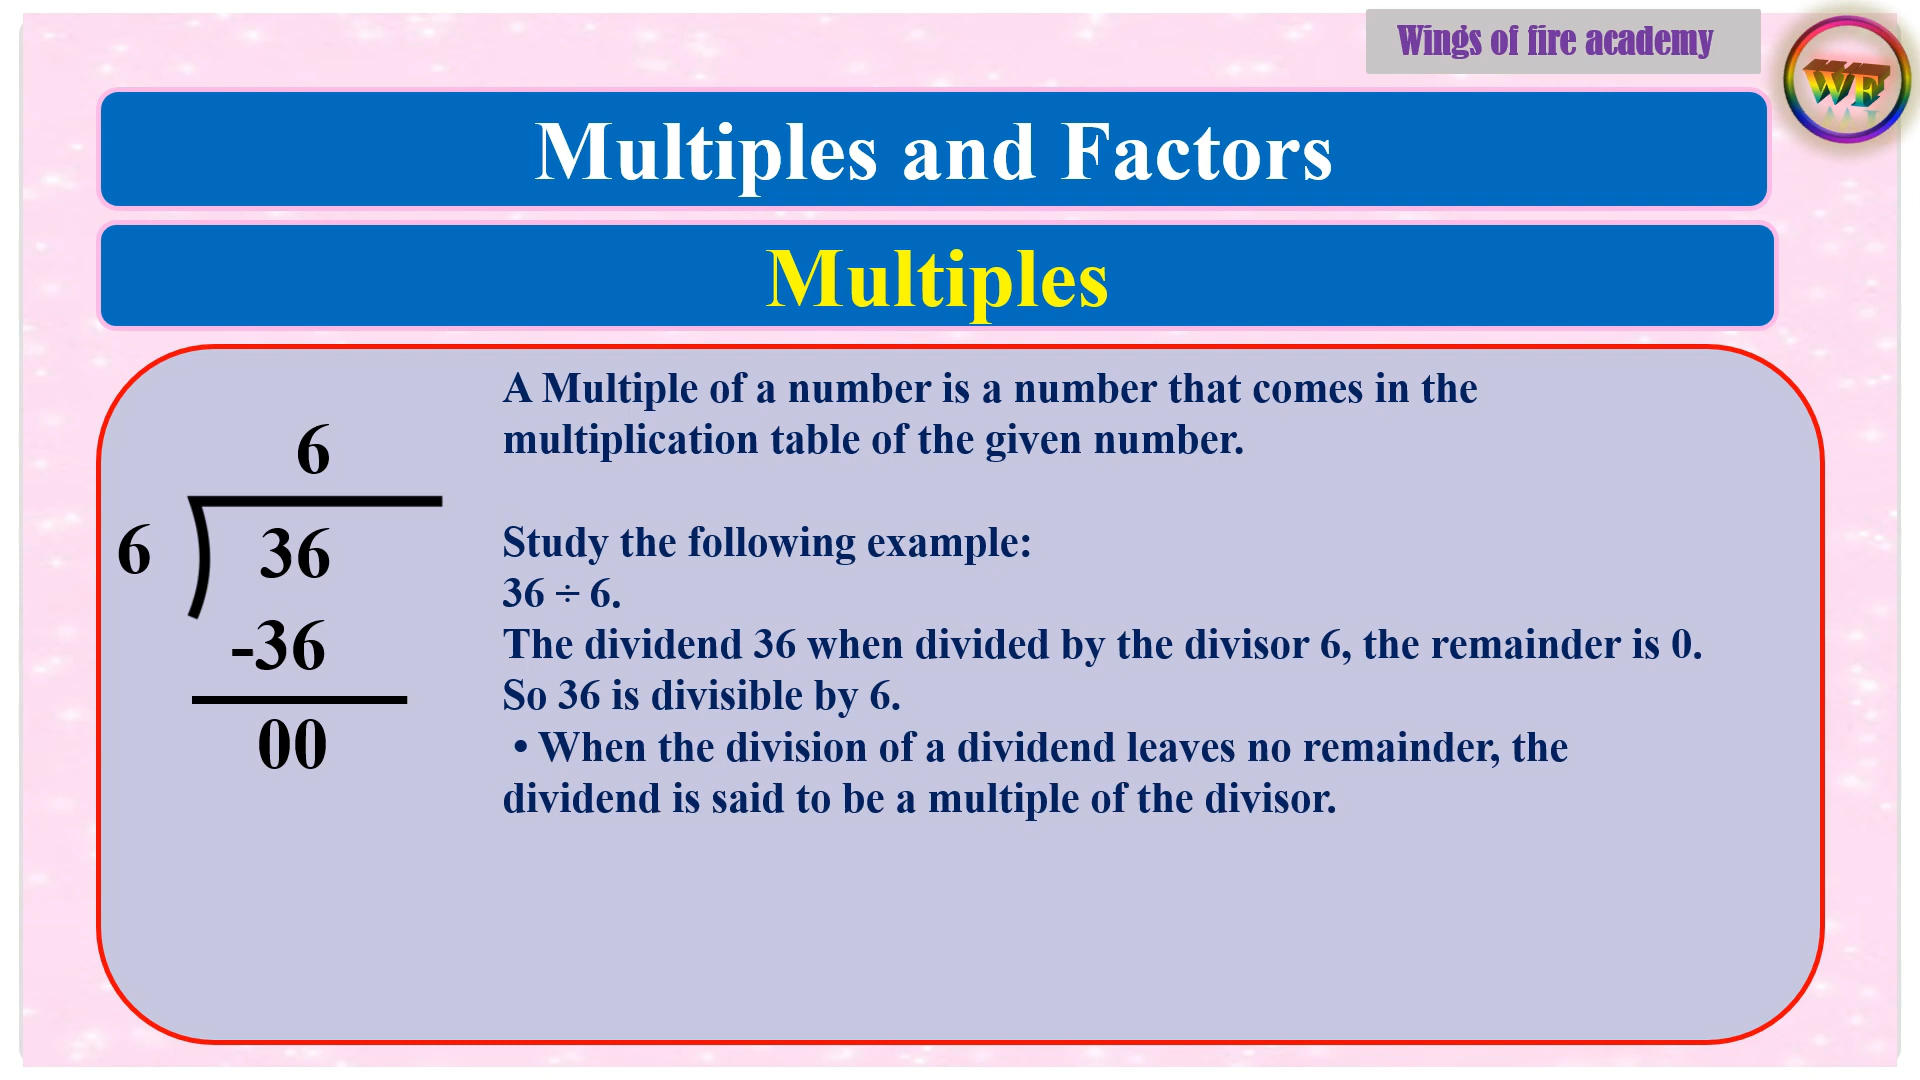 Wings of fire academy
WF
Multiples and Factors
Multiples
6
6 36
-36
00
A Multiple of a number is a number that comes in the
multiplication table of the given number.
Study the following example:
36 ÷ 6.
The dividend 36 when divided by the divisor 6, the remainder is 0.
So 36 is divisible by 6.
• When the division of a dividend leaves no remainder, the
dividend is said to be a multiple of the divisor.